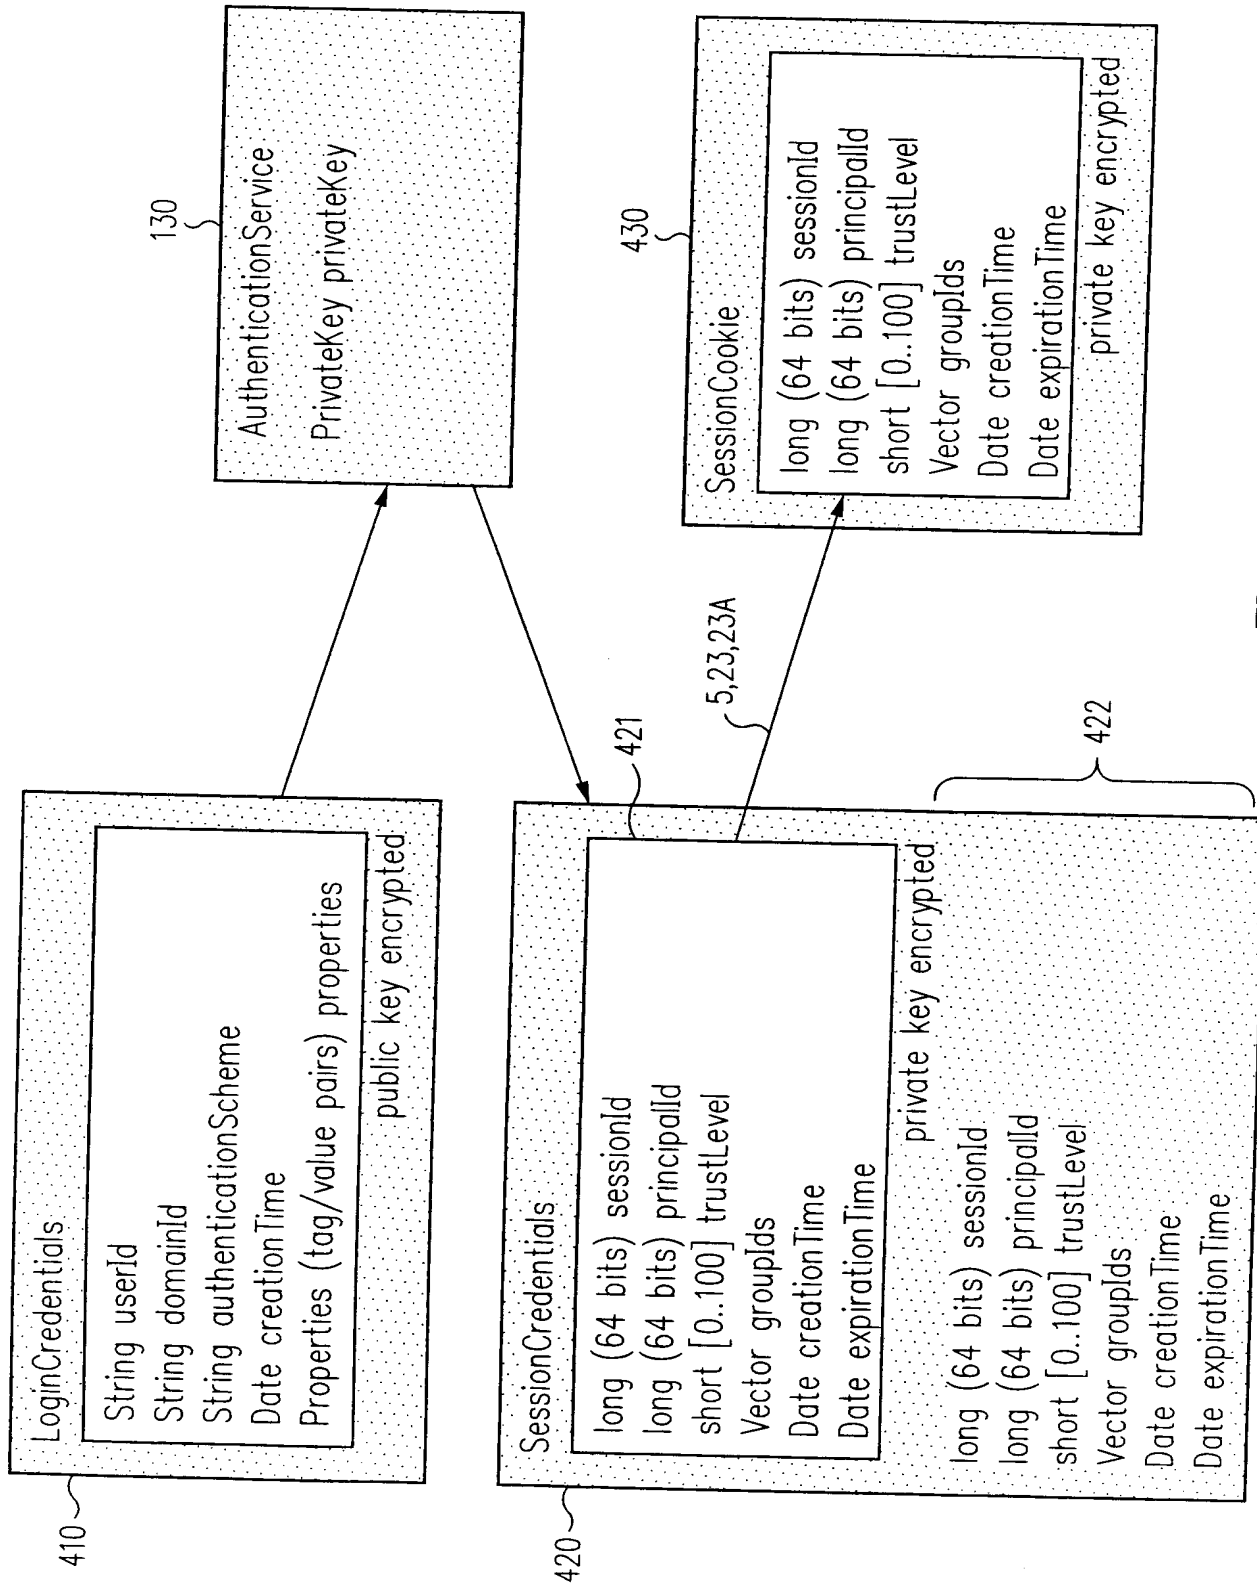 410
LoginCredentials
String userId
String domainId
String authenticationScheme
Date creationTime
Properties (tag/value pairs) properties
public key encrypted
130
AuthenticationService
PrivateKey privateKey
420
SessionCredentials
421
long (64 bits) sessionId
long (64 bits) principalId
short [0..100] trustLevel
Vector groupIds
Date creationTime
Date expirationTime
private key encrypted
422
long (64 bits) sessionId
long (64 bits) principalId
short [0..100] trustLevel
Vector groupIds
Date creationTime
Date expirationTime
5,23,23A
430
SessionCookie
long (64 bits) sessionId
long (64 bits) principalId
short [0..100] trustLevel
Vector groupIds
Date creationTime
Date expirationTime
private key encrypted